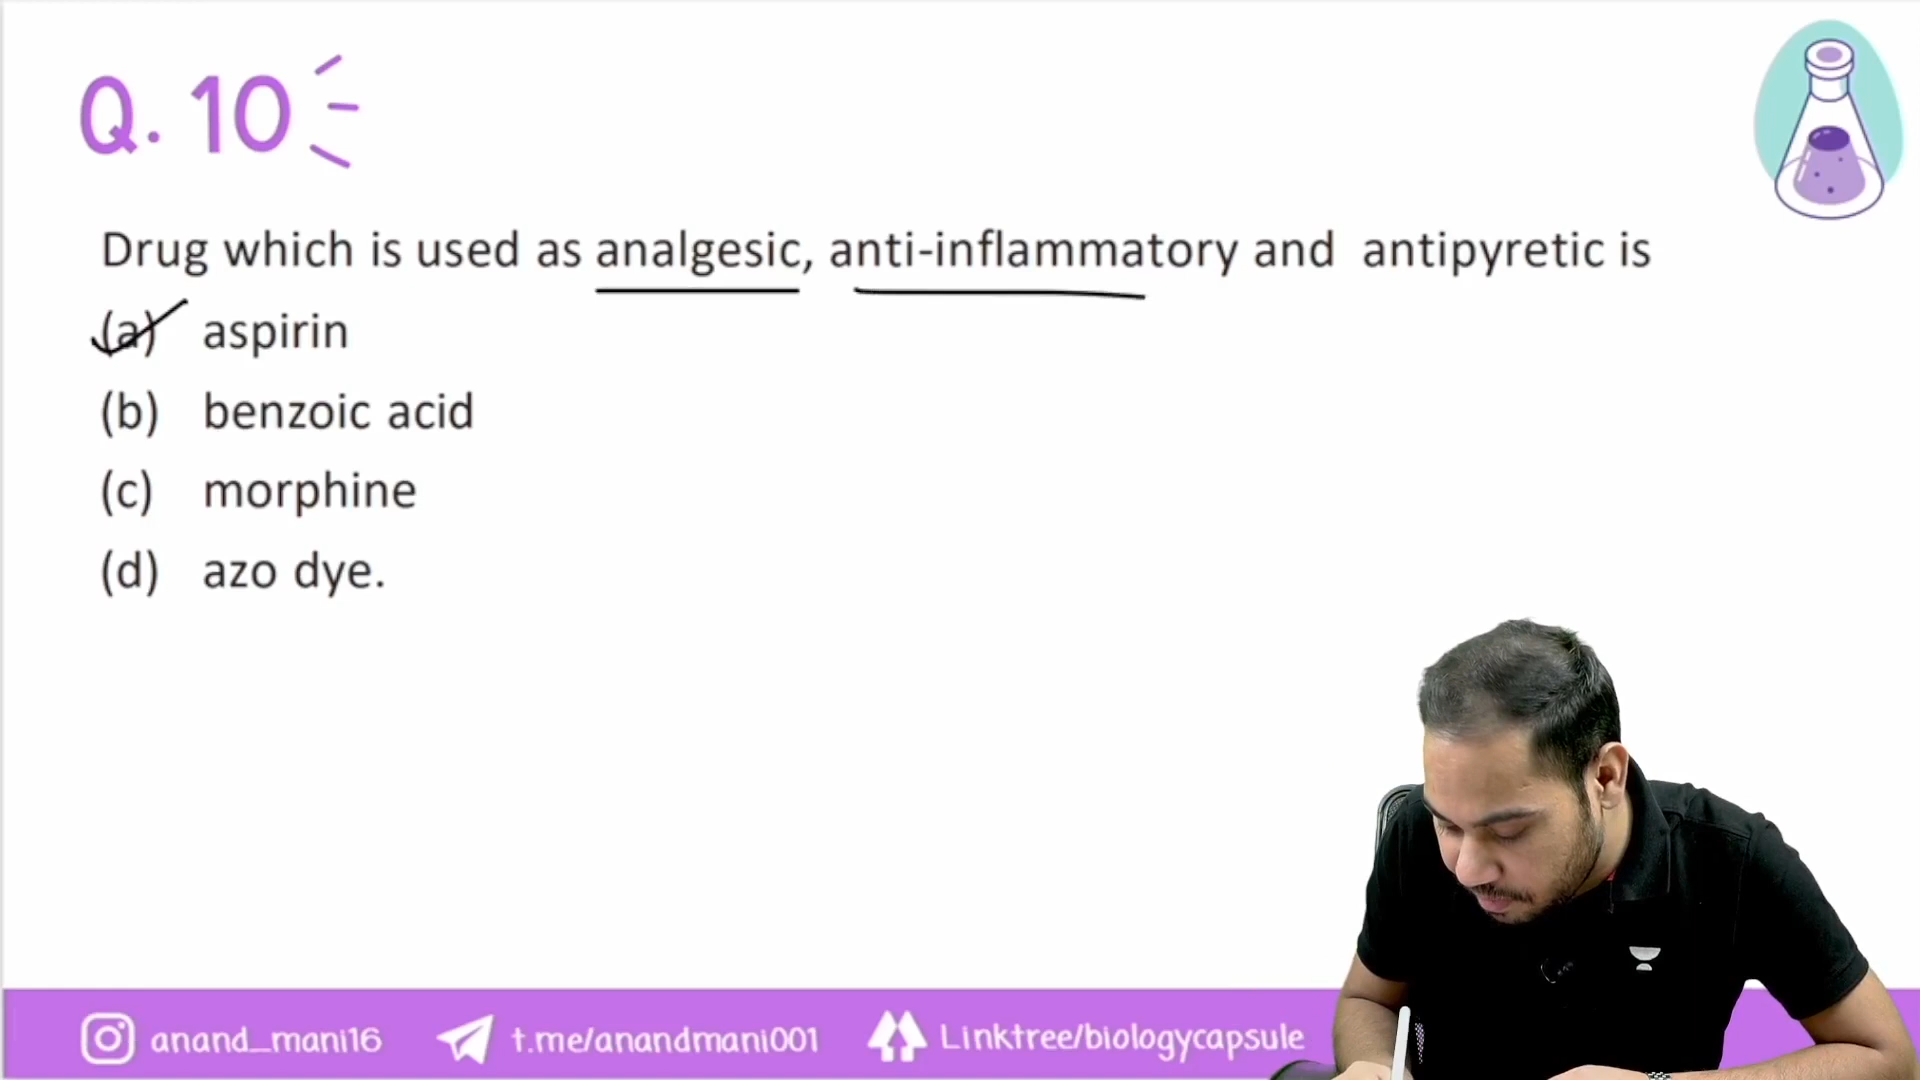 Q. 10
Drug which is used as analgesic, anti-inflammatory and antipyretic is
(a) aspirin
(b) benzoic acid
(c) morphine
(d) azo dye.
anand_mani16 t.me/anandmani001 Linktree/biologycapsule